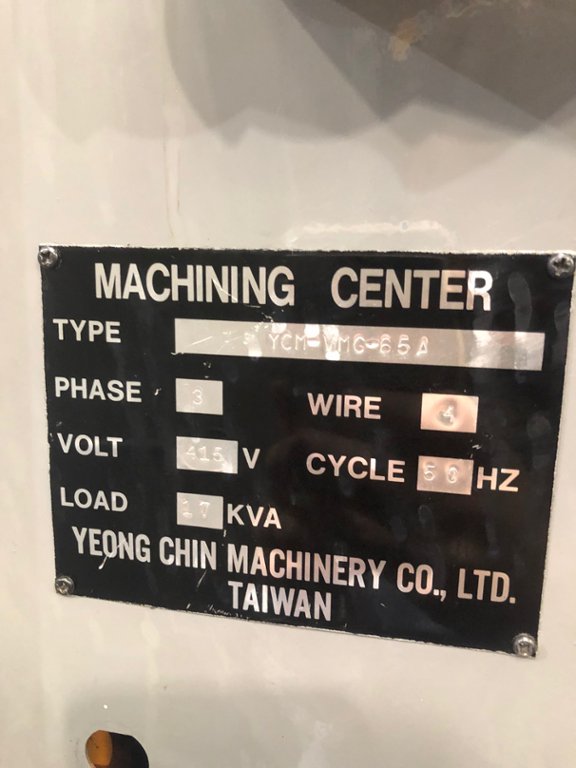 MACHINING CENTER
TYPE YCM-VMC-65A
PHASE 3 WIRE 4
VOLT 415 V CYCLE 50 HZ
LOAD 17 KVA
YEONG CHIN MACHINERY CO., LTD.
TAIWAN